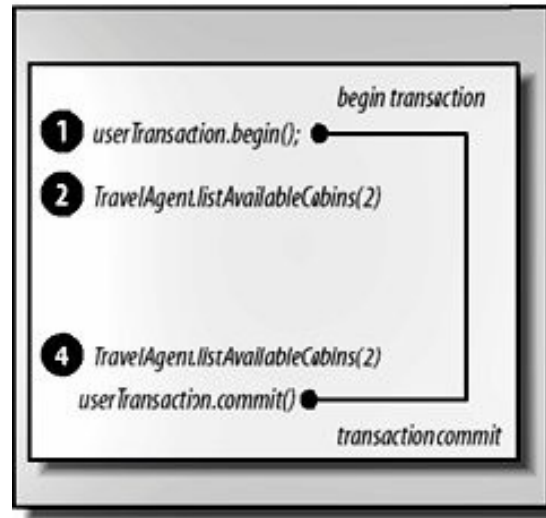 begin transaction
1 userTransaction.begin();
2 TravelAgent.listAvailableCabins(2)
4 TravelAgent.listAvailableCabins(2)
userTransaction.commit()
transaction commit